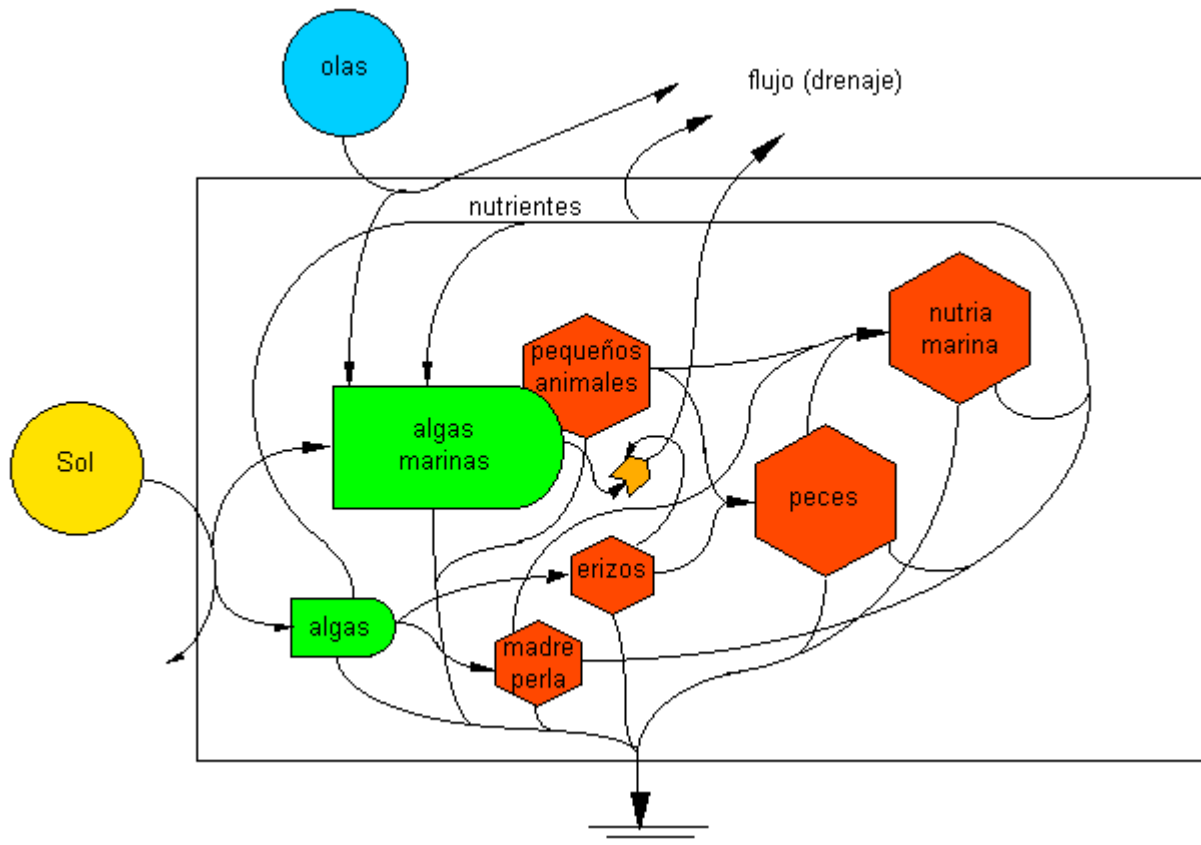 olas
flujo (drenaje)
nutrientes
nutria
marina
pequeños
animales
algas
marinas
Sol
peces
erizos
algas
madre
perla